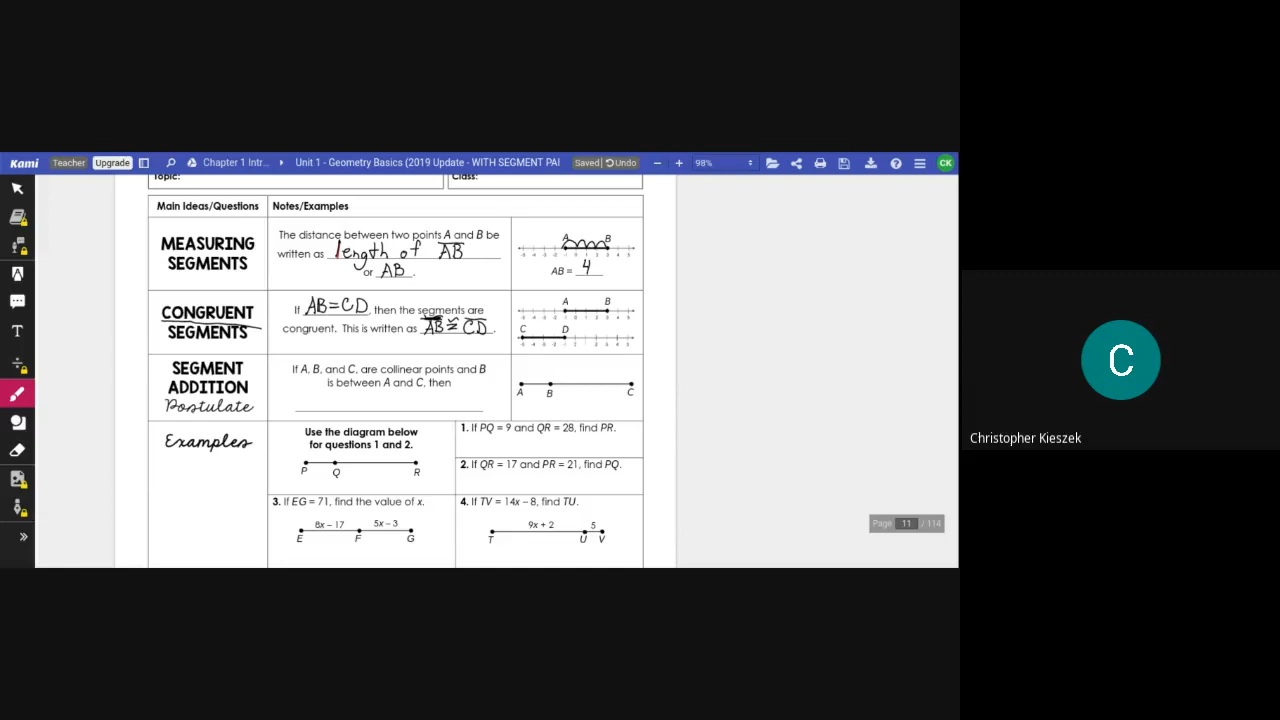 Kami Teacher Upgrade Chapter 1 Intr... Unit 1 - Geometry Basics (2019 Update - WITH SEGMENT PAI Saved Undo 98% CK
Topic: Class:
Main Ideas/Questions Notes/Examples
MEASURING
SEGMENTS
The distance between two points A and B be
written as length of AB
or AB.
A B
AB = 4
CONGRUENT
SEGMENTS
If AB=CD, then the segments are
congruent. This is written as AB ≅ CD.
A B
C D
SEGMENT
ADDITION
Postulate
If A, B, and C, are collinear points and B
is between A and C, then
A B C
Examples
Use the diagram below
for questions 1 and 2.
P Q R
1. If PQ = 9 and QR = 28, find PR.
2. If QR = 17 and PR = 21, find PQ.
3. If EG = 71, find the value of x.
8x – 17 5x – 3
E F G
4. If TV = 14x – 8, find TU.
9x + 2 5
T U V
Page 11 / 114
C
Christopher Kieszek